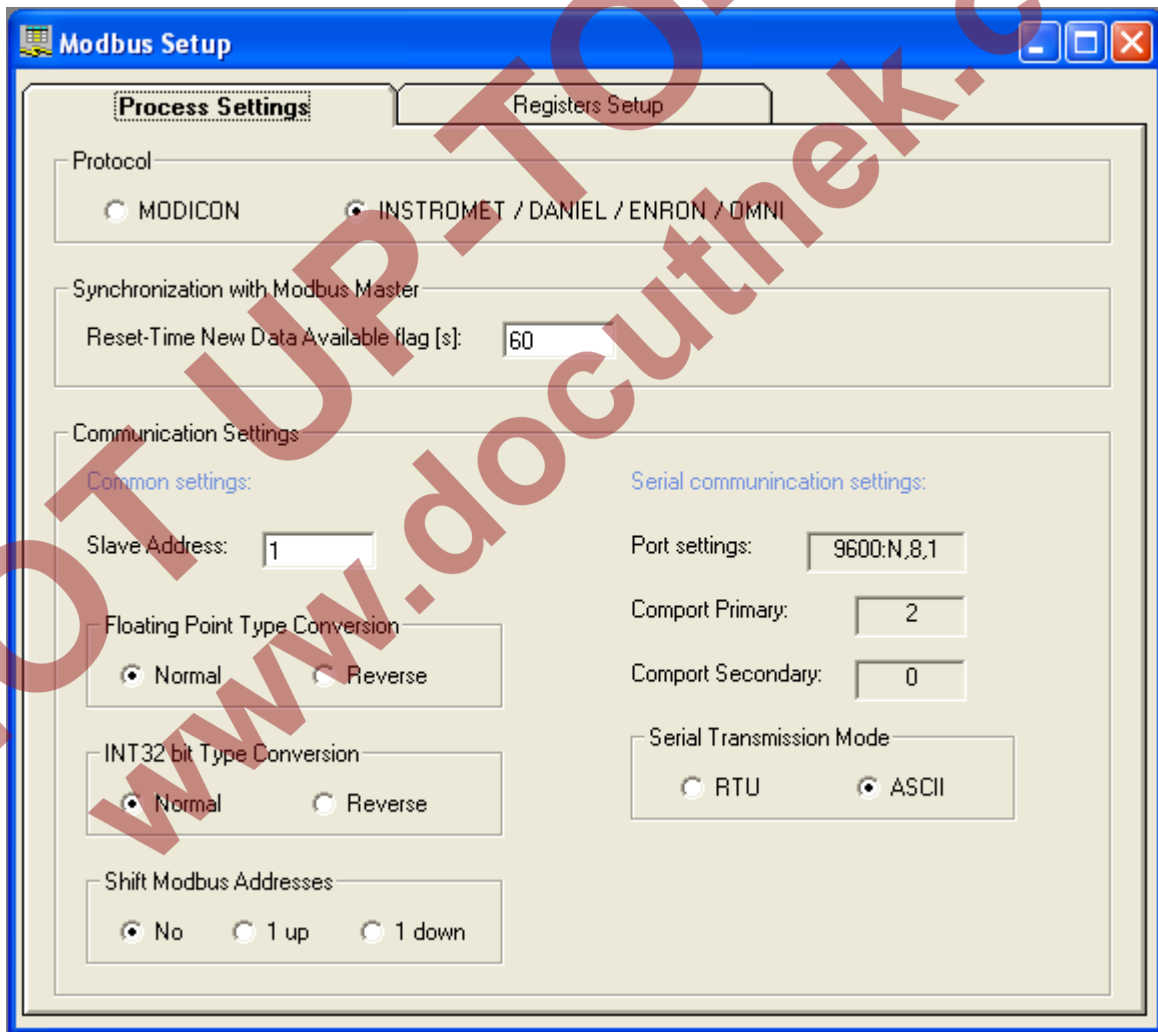 Modbus Setup
Process Settings
Registers Setup
Protocol
MODICON
INSTROMET / DANIEL / ENRON / OMNI
Synchronization with Modbus Master
Reset-Time New Data Available flag [s]:
60
Communication Settings
Common settings:
Slave Address:
1
Floating Point Type Conversion
Normal
Reverse
INT32 bit Type Conversion
Normal
Reverse
Shift Modbus Addresses
No
1 up
1 down
Serial communincation settings:
Port settings:
9600:N,8,1
Comport Primary:
2
Comport Secondary:
0
Serial Transmission Mode
RTU
ASCII
OT UP-TO-
www.docuthek.c